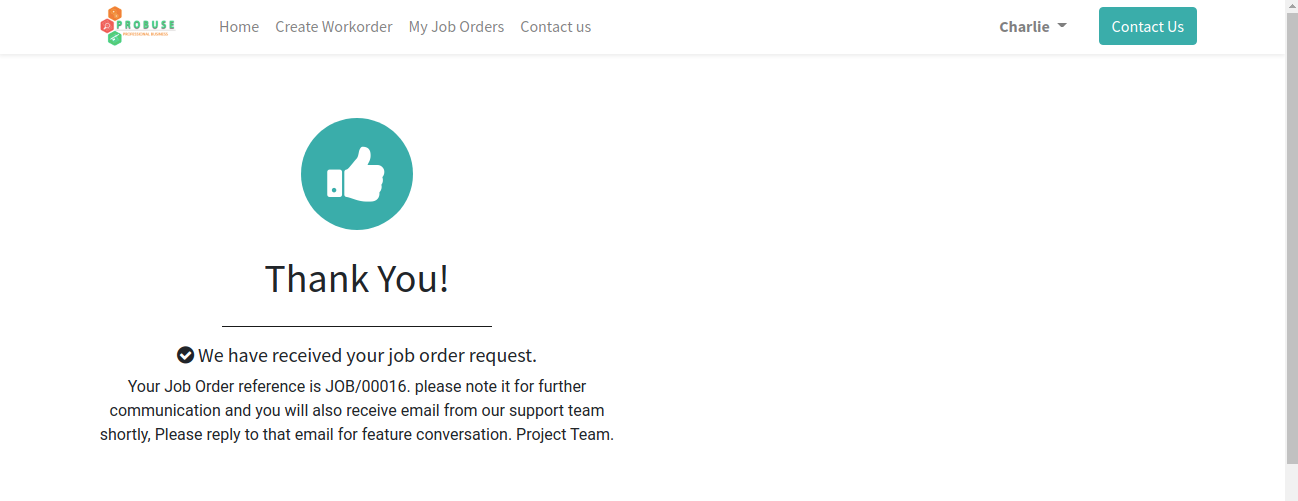 PROBUSE
PROFESSIONAL BUSINESS
Home Create Workorder My Job Orders Contact us Charlie Contact Us
Thank You!
We have received your job order request.
Your Job Order reference is JOB/00016. please note it for further
communication and you will also receive email from our support team
shortly, Please reply to that email for feature conversation. Project Team.